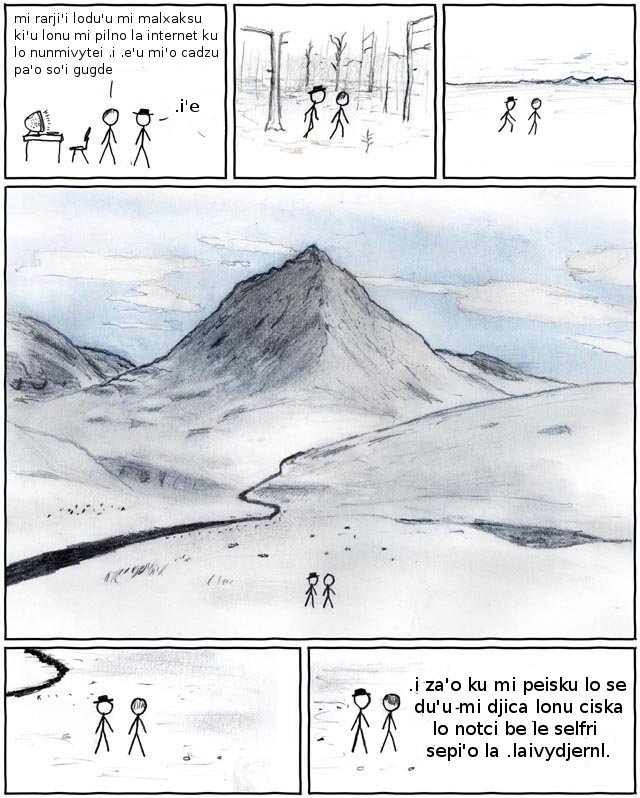 mi rarji'i lodu'u mi malxaksu
ki'u lonu mi pilno la internet ku
lo nunmivytei .i .e'u mi'o cadzu
pa'o so'i gugde
.i'e
.i za'o ku mi peisku lo se
du'u mi djica lonu ciska
lo notci be le selfri
sepi'o la .laivydjernl.